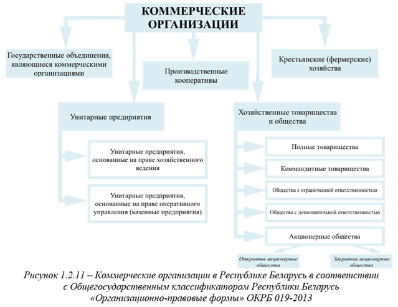 КОММЕРЧЕСКИЕ
ОРГАНИЗАЦИИ
Государственные объединения,
являющиеся коммерческими
организациями
Производственные
кооперативы
Крестьянские (фермерские)
хозяйства
Унитарные предприятия
Унитарные предприятия,
основанные на праве хозяйственного
ведения
Унитарные предприятия,
основанные на праве оперативного
управления (казенные предприятия)
Хозяйственные товарищества
и общества
Полные товарищества
Коммандитные товарищества
Общества с ограниченной ответственностью
Общества с дополнительной ответственностью
Акционерные общества
Открытые акционерные
общества
Закрытые акционерные
общества
Рисунок 1.2.11 – Коммерческие организации в Республике Беларусь в соответствии
с Общегосударственным классификатором Республики Беларусь
«Организационно-правовые формы» ОКРБ 019-2013